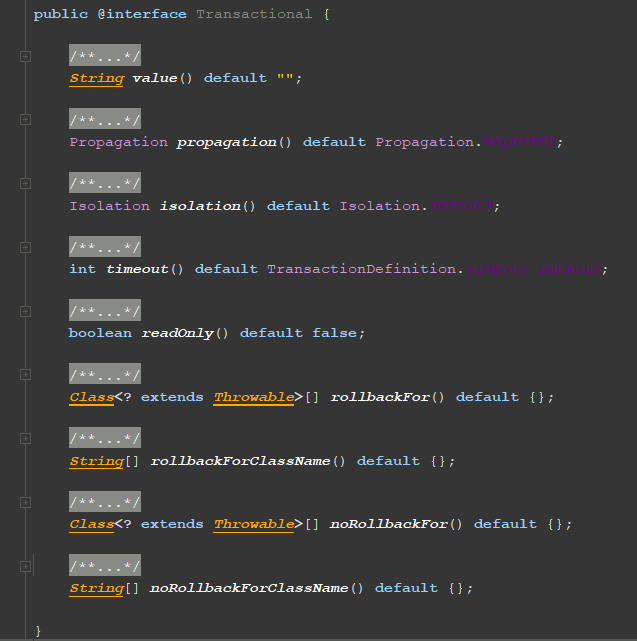 public @interface Transactional {
/**...*/
String value() default "";
/**...*/
Propagation propagation() default Propagation.REQUIRED;
/**...*/
Isolation isolation() default Isolation.DEFAULT;
/**...*/
int timeout() default TransactionDefinition.TIMEOUT_DEFAULT;
/**...*/
boolean readOnly() default false;
/**...*/
Class<? extends Throwable>[] rollbackFor() default {};
/**...*/
String[] rollbackForClassName() default {};
/**...*/
Class<? extends Throwable>[] noRollbackFor() default {};
/**...*/
String[] noRollbackForClassName() default {};
}